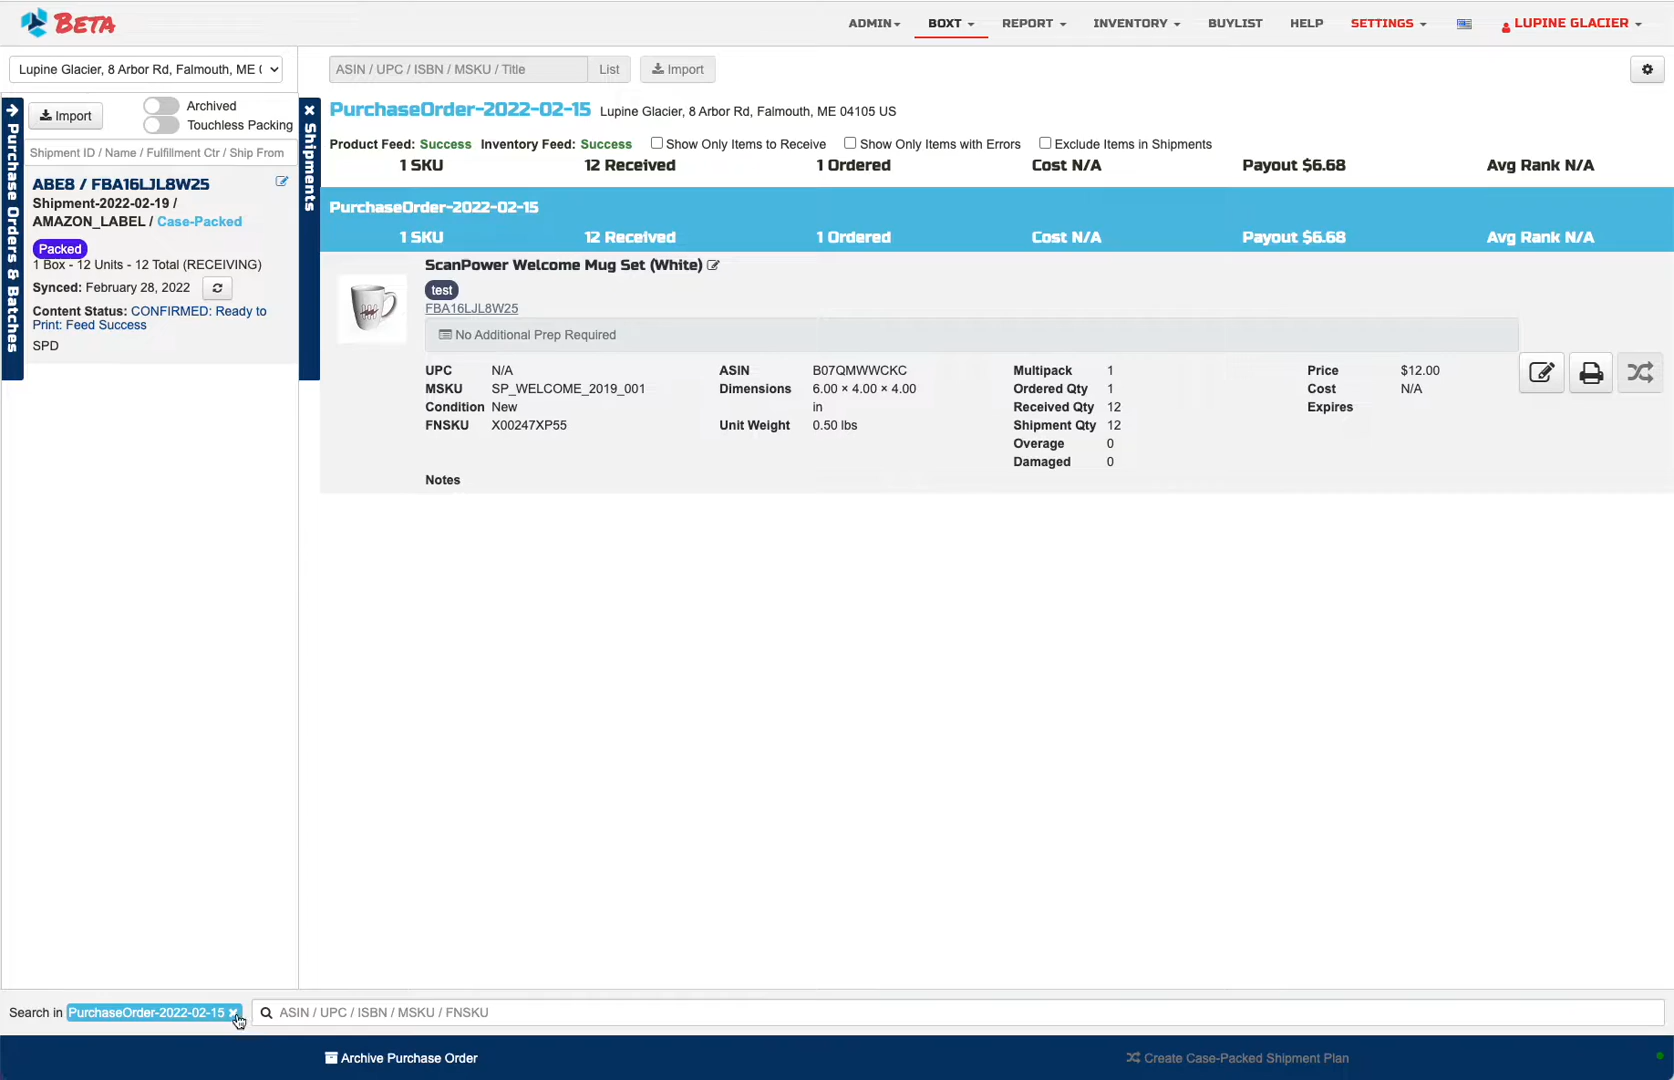 BETA
ADMIN
BOXT
REPORT
INVENTORY
BUYLIST
HELP
SETTINGS
LUPINE GLACIER
Lupine Glacier, 8 Arbor Rd, Falmouth, ME (
ASIN / UPC / ISBN / MSKU / Title
List
Import
Purchase Orders & Batches
Import
Archived
Touchless Packing
Shipment ID / Name / Fulfillment Ctr / Ship From
ABE8 / FBA16LJL8W25
Shipment-2022-02-19 /
AMAZON_LABEL / Case-Packed
Packed
1 Box - 12 Units - 12 Total (RECEIVING)
Synced: February 28, 2022
Content Status: CONFIRMED: Ready to
Print: Feed Success
SPD
Shipments
PurchaseOrder-2022-02-15 Lupine Glacier, 8 Arbor Rd, Falmouth, ME 04105 US
Product Feed: Success Inventory Feed: Success Show Only Items to Receive Show Only Items with Errors Exclude Items in Shipments
1 SKU 12 Received 1 Ordered Cost N/A Payout $6.68 Avg Rank N/A
PurchaseOrder-2022-02-15
1 SKU 12 Received 1 Ordered Cost N/A Payout $6.68 Avg Rank N/A
ScanPower Welcome Mug Set (White)
test
FBA16LJL8W25
No Additional Prep Required
UPC N/A
MSKU SP_WELCOME_2019_001
Condition New
FNSKU X00247XP55
ASIN B07QMWWCKC
Dimensions 6.00 × 4.00 × 4.00
in
Unit Weight 0.50 lbs
Multipack 1
Ordered Qty 1
Received Qty 12
Shipment Qty 12
Overage 0
Damaged 0
Price $12.00
Cost N/A
Expires
Notes
Search in PurchaseOrder-2022-02-15
ASIN / UPC / ISBN / MSKU / FNSKU
Archive Purchase Order
Create Case-Packed Shipment Plan